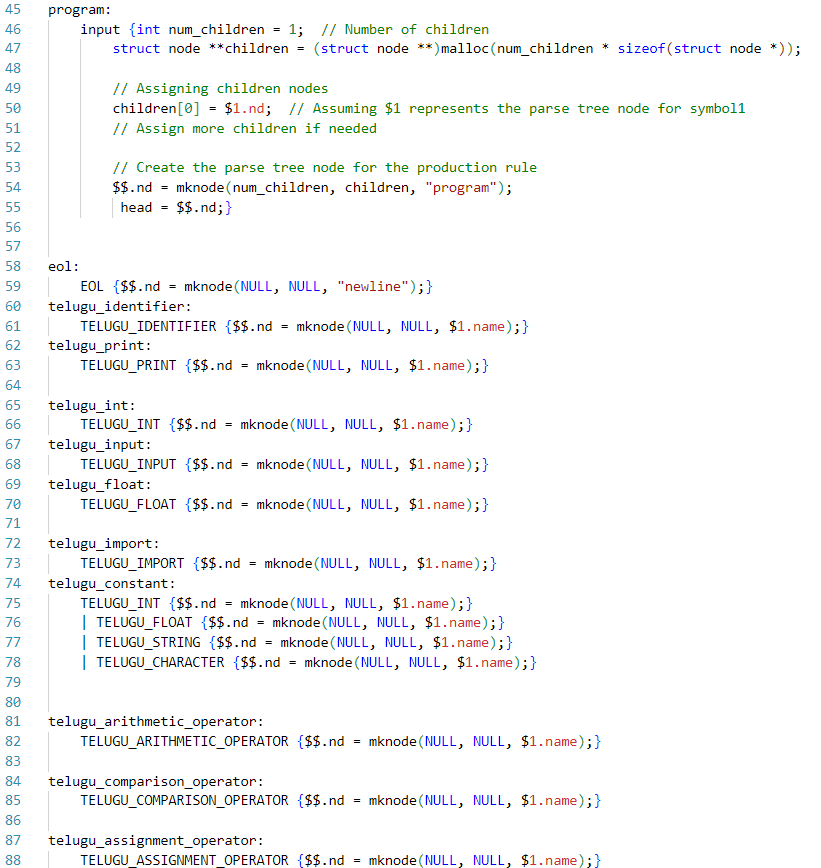 45 program:
46 input {int num_children = 1; // Number of children
47 struct node **children = (struct node **)malloc(num_children * sizeof(struct node *));
48
49 // Assigning children nodes
50 children[0] = $1.nd; // Assuming $1 represents the parse tree node for symbol1
51 // Assign more children if needed
52
53 // Create the parse tree node for the production rule
54 $$.nd = mknode(num_children, children, "program");
55 head = $$.nd;}
56
57
58 eol:
59 EOL {$$.nd = mknode(NULL, NULL, "newline");}
60 telugu_identifier:
61 TELUGU_IDENTIFIER {$$.nd = mknode(NULL, NULL, $1.name);}
62 telugu_print:
63 TELUGU_PRINT {$$.nd = mknode(NULL, NULL, $1.name);}
64
65 telugu_int:
66 TELUGU_INT {$$.nd = mknode(NULL, NULL, $1.name);}
67 telugu_input:
68 TELUGU_INPUT {$$.nd = mknode(NULL, NULL, $1.name);}
69 telugu_float:
70 TELUGU_FLOAT {$$.nd = mknode(NULL, NULL, $1.name);}
71
72 telugu_import:
73 TELUGU_IMPORT {$$.nd = mknode(NULL, NULL, $1.name);}
74 telugu_constant:
75 TELUGU_INT {$$.nd = mknode(NULL, NULL, $1.name);}
76 | TELUGU_FLOAT {$$.nd = mknode(NULL, NULL, $1.name);}
77 | TELUGU_STRING {$$.nd = mknode(NULL, NULL, $1.name);}
78 | TELUGU_CHARACTER {$$.nd = mknode(NULL, NULL, $1.name);}
79
80
81 telugu_arithmetic_operator:
82 TELUGU_ARITHMETIC_OPERATOR {$$.nd = mknode(NULL, NULL, $1.name);}
83
84 telugu_comparison_operator:
85 TELUGU_COMPARISON_OPERATOR {$$.nd = mknode(NULL, NULL, $1.name);}
86
87 telugu_assignment_operator:
88 TELUGU_ASSIGNMENT_OPERATOR {$$.nd = mknode(NULL, NULL, $1.name);}